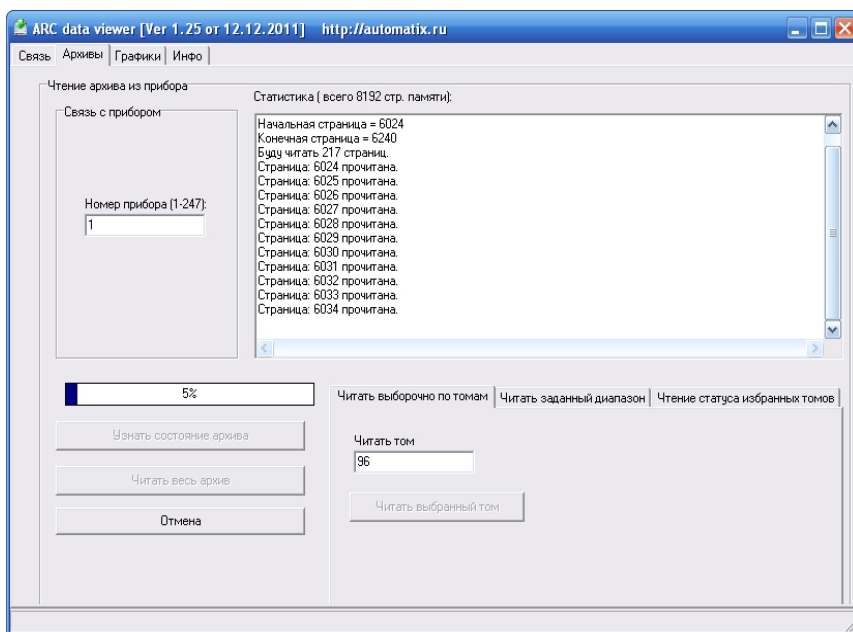 ARC data viewer [Ver 1.25 от 12.12.2011] http://automatix.ru
Связь Архивы Графики Инфо
Чтение архива из прибора
Связь с прибором
Номер прибора (1-247):
1
Статистика ( всего 8192 стр. памяти):
Начальная страница = 6024
Конечная страница = 6240
Буду читать 217 страниц.
Страница: 6024 прочитана.
Страница: 6025 прочитана.
Страница: 6026 прочитана.
Страница: 6027 прочитана.
Страница: 6028 прочитана.
Страница: 6029 прочитана.
Страница: 6030 прочитана.
Страница: 6031 прочитана.
Страница: 6032 прочитана.
Страница: 6033 прочитана.
Страница: 6034 прочитана.
5%
Узнать состояние архива
Читать весь архив
Отмена
Читать выборочно по томам Читать заданный диапазон Чтение статуса избранных томов
Читать том
96
Читать выбранный том